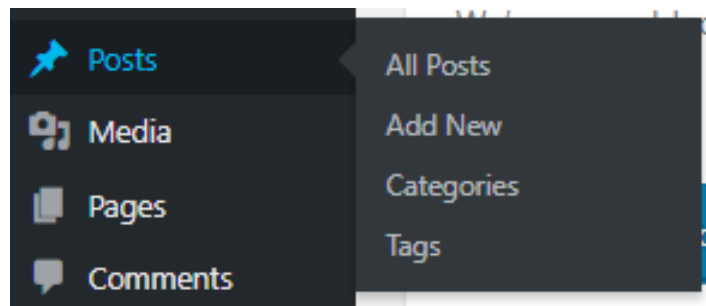 Posts
Media
Pages
Comments
All Posts
Add New
Categories
Tags